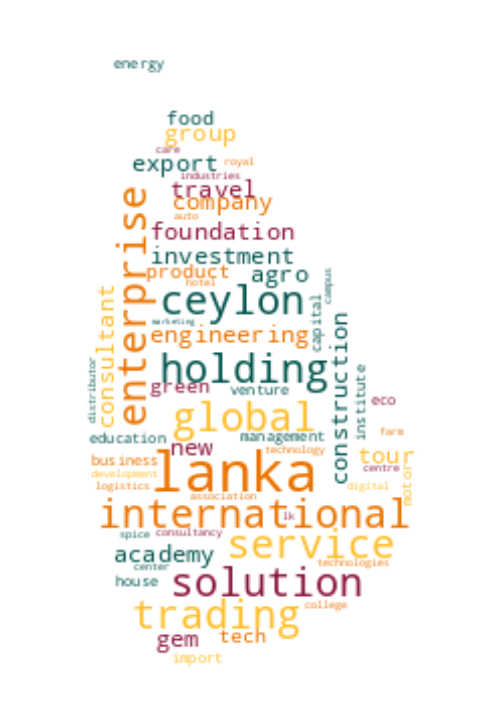 energy
food
group
care
export royal
industries
travel
company
auto
enterprise
foundation
investment
product agro
hotel
campus
ceylon
consultant
capital
marketing
engineering
construction
holding
distributor
green venture
institute
eco
global
education management farm
new technology tour
business lanka centre
development
logistics digital
motors
association
international
lk
spice consultancy service
academy
center technologies
house solution
trading college
gem tech
import